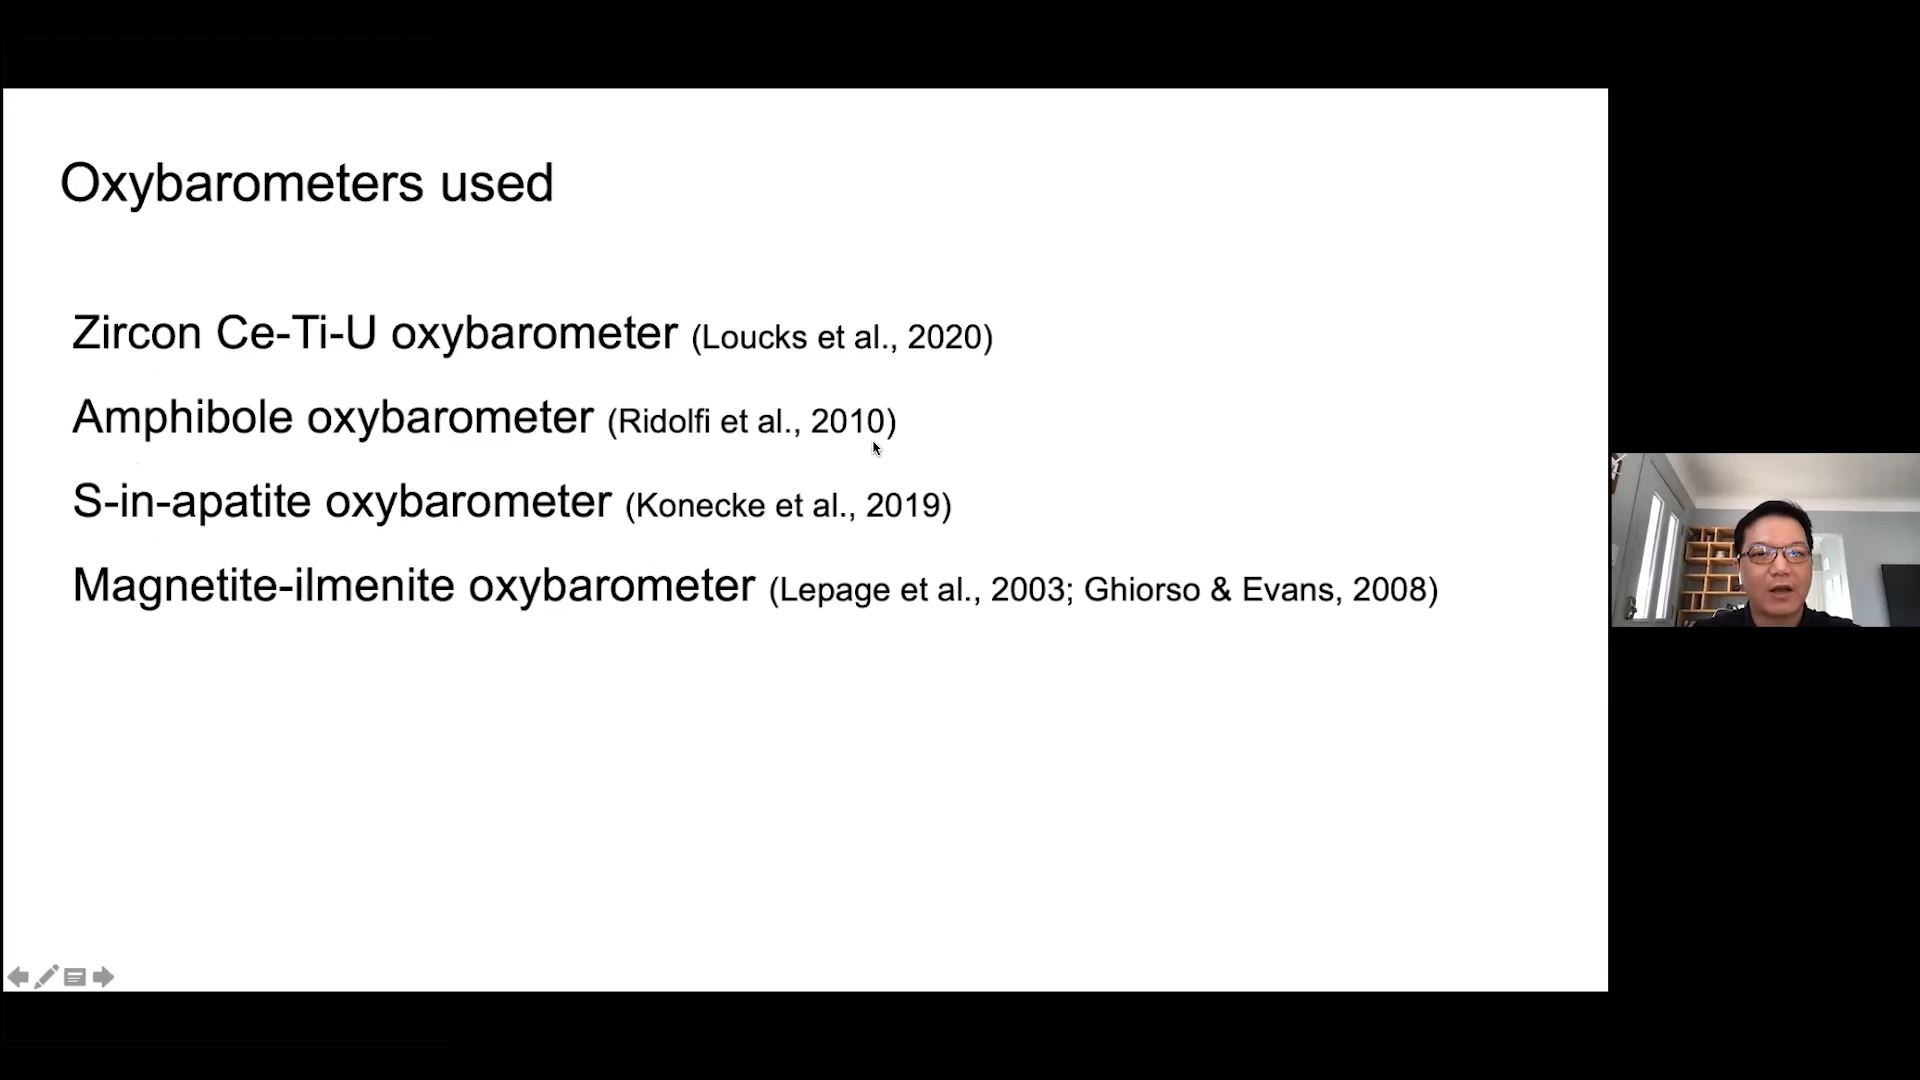 Oxybarometers used
Zircon Ce-Ti-U oxybarometer (Loucks et al., 2020)
Amphibole oxybarometer (Ridolfi et al., 2010)
S-in-apatite oxybarometer (Konecke et al., 2019)
Magnetite-ilmenite oxybarometer (Lepage et al., 2003; Ghiorso & Evans, 2008)